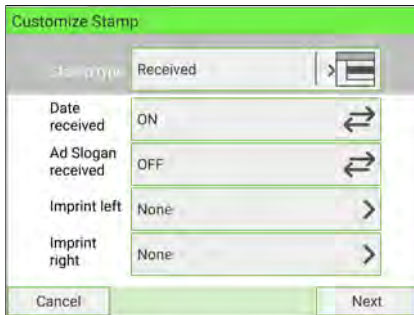 Customize Stamp
Stamp type Received
Date
received ON
Ad Slogan
received OFF
Imprint left None
Imprint
right None
Cancel Next